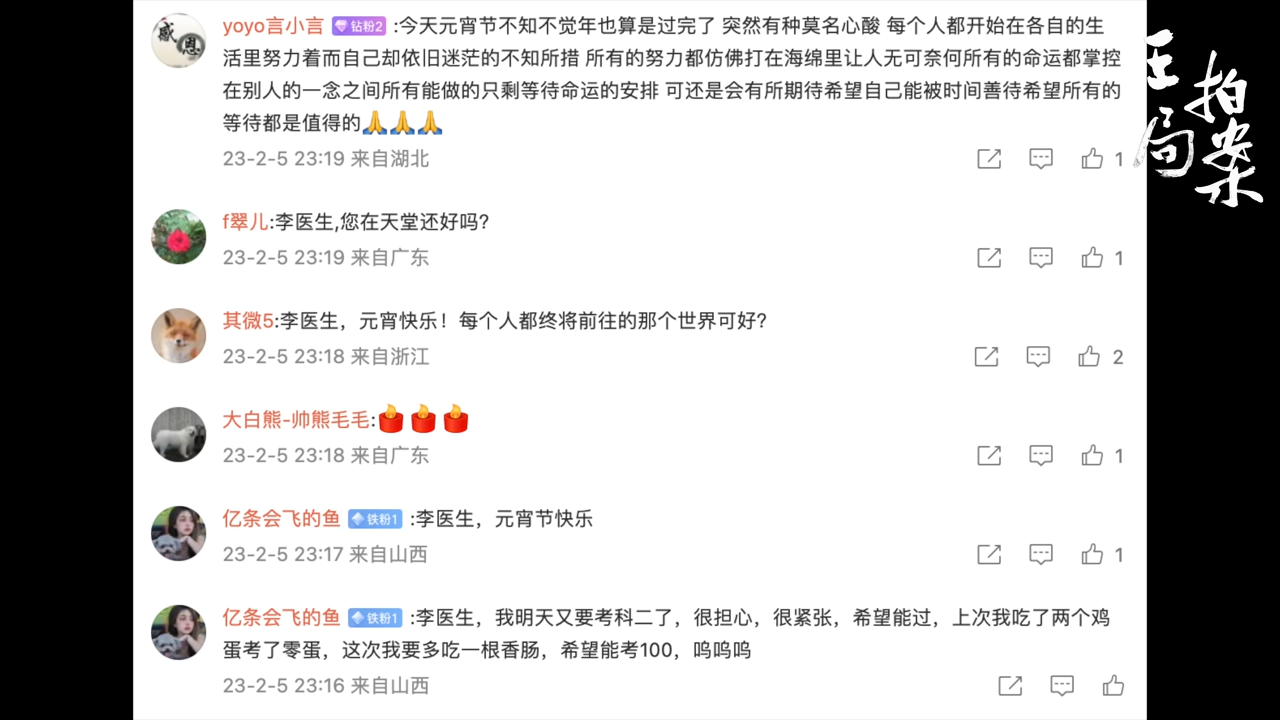 yoyo言小言 钻粉2 :今天元宵节不知不觉年也算是过完了 突然有种莫名心酸 每个人都开始在各自的生
活里努力着而自己却依旧迷茫的不知所措 所有的努力都仿佛打在海绵里让人无可奈何所有的命运都掌控
在别人的一念之间所有能做的只剩等待命运的安排 可还是会有所期待希望自己能被时间善待希望所有的
等待都是值得的🙏🙏🙏
23-2-5 23:19 来自湖北 1
f翠儿:李医生,您在天堂还好吗?
23-2-5 23:19 来自广东 1
其微5:李医生，元宵快乐！每个人都终将前往的那个世界可好?
23-2-5 23:18 来自浙江 2
大白熊-帅熊毛毛:
23-2-5 23:18 来自广东 1
亿条会飞的鱼 铁粉1 :李医生，元宵节快乐
23-2-5 23:17 来自山西 1
亿条会飞的鱼 铁粉1 :李医生，我明天又要考科二了，很担心，很紧张，希望能过，上次我吃了两个鸡
蛋考了零蛋，这次我要多吃一根香肠，希望能考100，呜呜呜
23-2-5 23:16 来自山西
王局
拍案
感恩